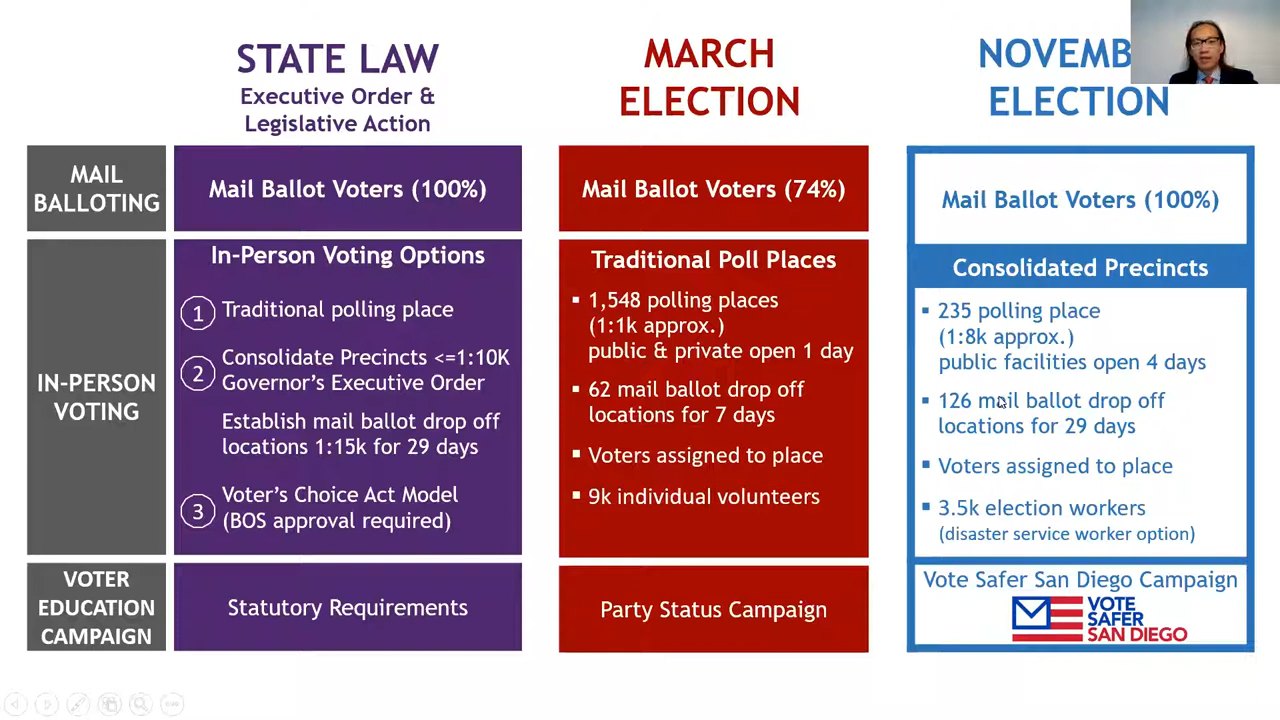 STATE LAW
Executive Order &
Legislative Action
MARCH
ELECTION
NOVEMB
ELECTION
MAIL
BALLOTING
Mail Ballot Voters (100%)
Mail Ballot Voters (74%)
Mail Ballot Voters (100%)
IN-PERSON
VOTING
In-Person Voting Options
1 Traditional polling place
2 Consolidate Precincts <=1:10K
Governor's Executive Order
Establish mail ballot drop off
locations 1:15k for 29 days
3 Voter's Choice Act Model
(BOS approval required)
Traditional Poll Places
▪ 1,548 polling places
(1:1k approx.)
public & private open 1 day
▪ 62 mail ballot drop off
locations for 7 days
▪ Voters assigned to place
▪ 9k individual volunteers
Consolidated Precincts
▪ 235 polling place
(1:8k approx.)
public facilities open 4 days
▪ 126 mail ballot drop off
locations for 29 days
▪ Voters assigned to place
▪ 3.5k election workers
(disaster service worker option)
VOTER
EDUCATION
CAMPAIGN
Statutory Requirements
Party Status Campaign
Vote Safer San Diego Campaign
VOTE
SAFER
SAN DIEGO